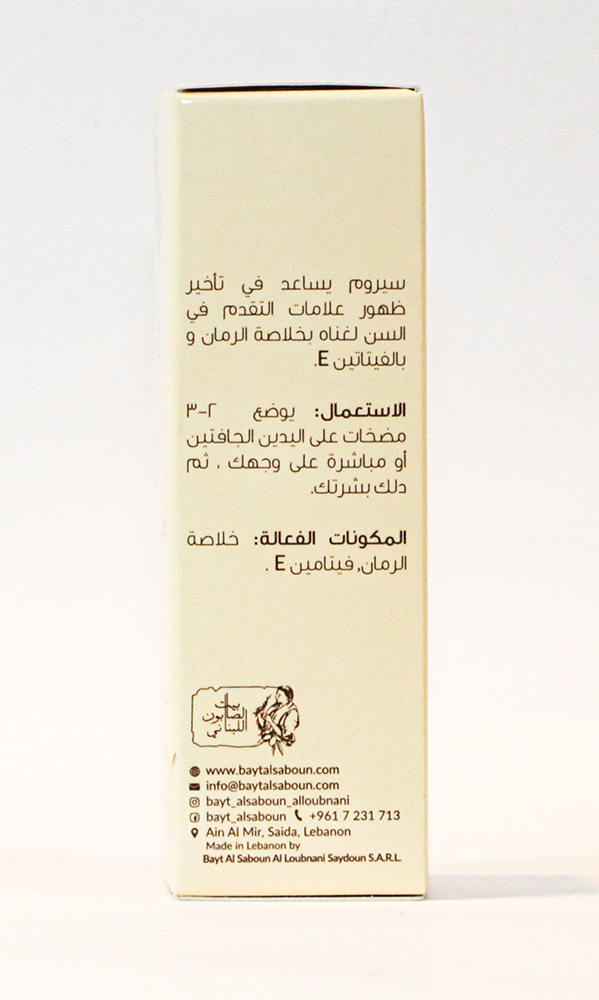 سيروم يساعد في تأخير
ظهور علامات التقدم في
السن لغناه بخلاصة الرمان و
بالفيتاتين E.
الاستعمال: يوضع ٢-٣
مضخات على اليدين الجافتين
أو مباشرة على وجهك ، ثم
دلك بشرتك.
المكونات الفعالة: خلاصة
الرمان, فيتامين E .
بيت
الصابون
اللبناني
www.baytalsaboun.com
info@baytalsaboun.com
bayt_alsaboun_alloubnani
bayt_alsaboun +961 7 231 713
Ain Al Mir, Saida, Lebanon
Made in Lebanon by
Bayt Al Saboun Al Loubnani Saydoun S.A.R.L.